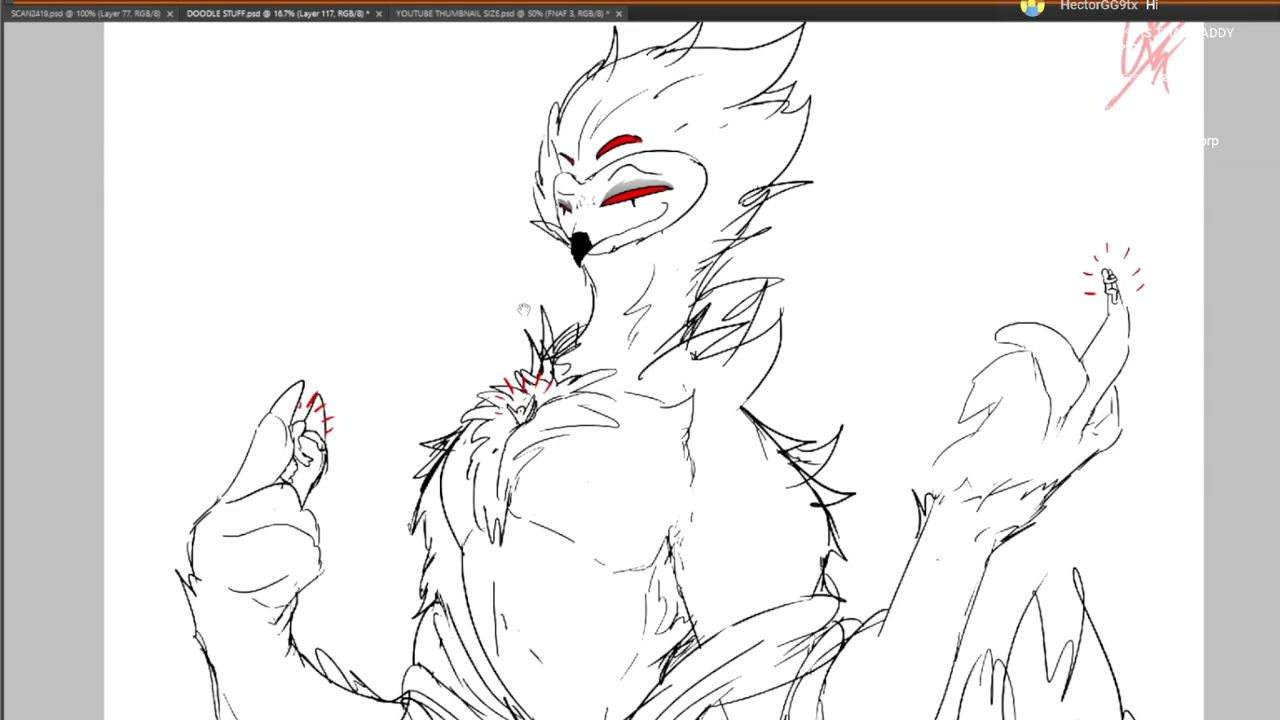 SCAN2419.psd @ 100% (Layer 77, RGB/8)
DOODLE STUFF.psd @ 16.7% (Layer 117, RGB/8) *
YOUTUBE THUMBNAIL SIZE.psd @ 50% (FNAF 3, RGB/8) *
HectorGG9tx Hi